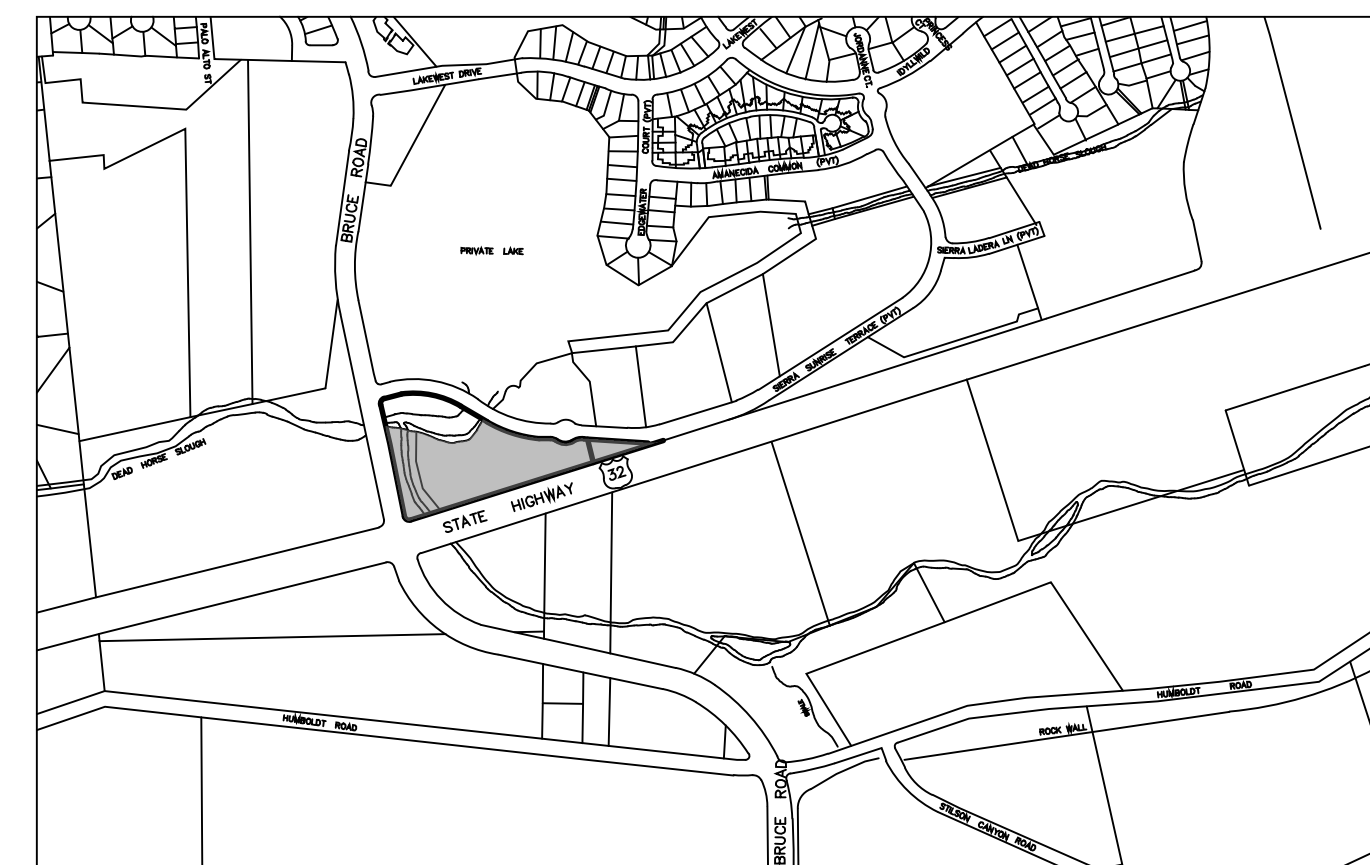 PALO ALTO ST
LAKEWEST DRIVE
LAKEWEST
JORDANNE CT.
IDYLLWILD
PRINCESS
CT.
BRUCE ROAD
COURT (PVT)
EDGEWATER
AMANECIDA COMMON (PVT)
DEAD HORSE SLOUGH
PRIVATE LAKE
SIERRA LADERA LN (PVT)
SIERRA SUNRISE TERRACE (PVT)
DEAD HORSE SLOUGH
STATE HIGHWAY
32
HUMBOLDT ROAD
HUMBOLDT ROAD
ROCK WALL
BRUCE ROAD
STILSON CANYON ROAD